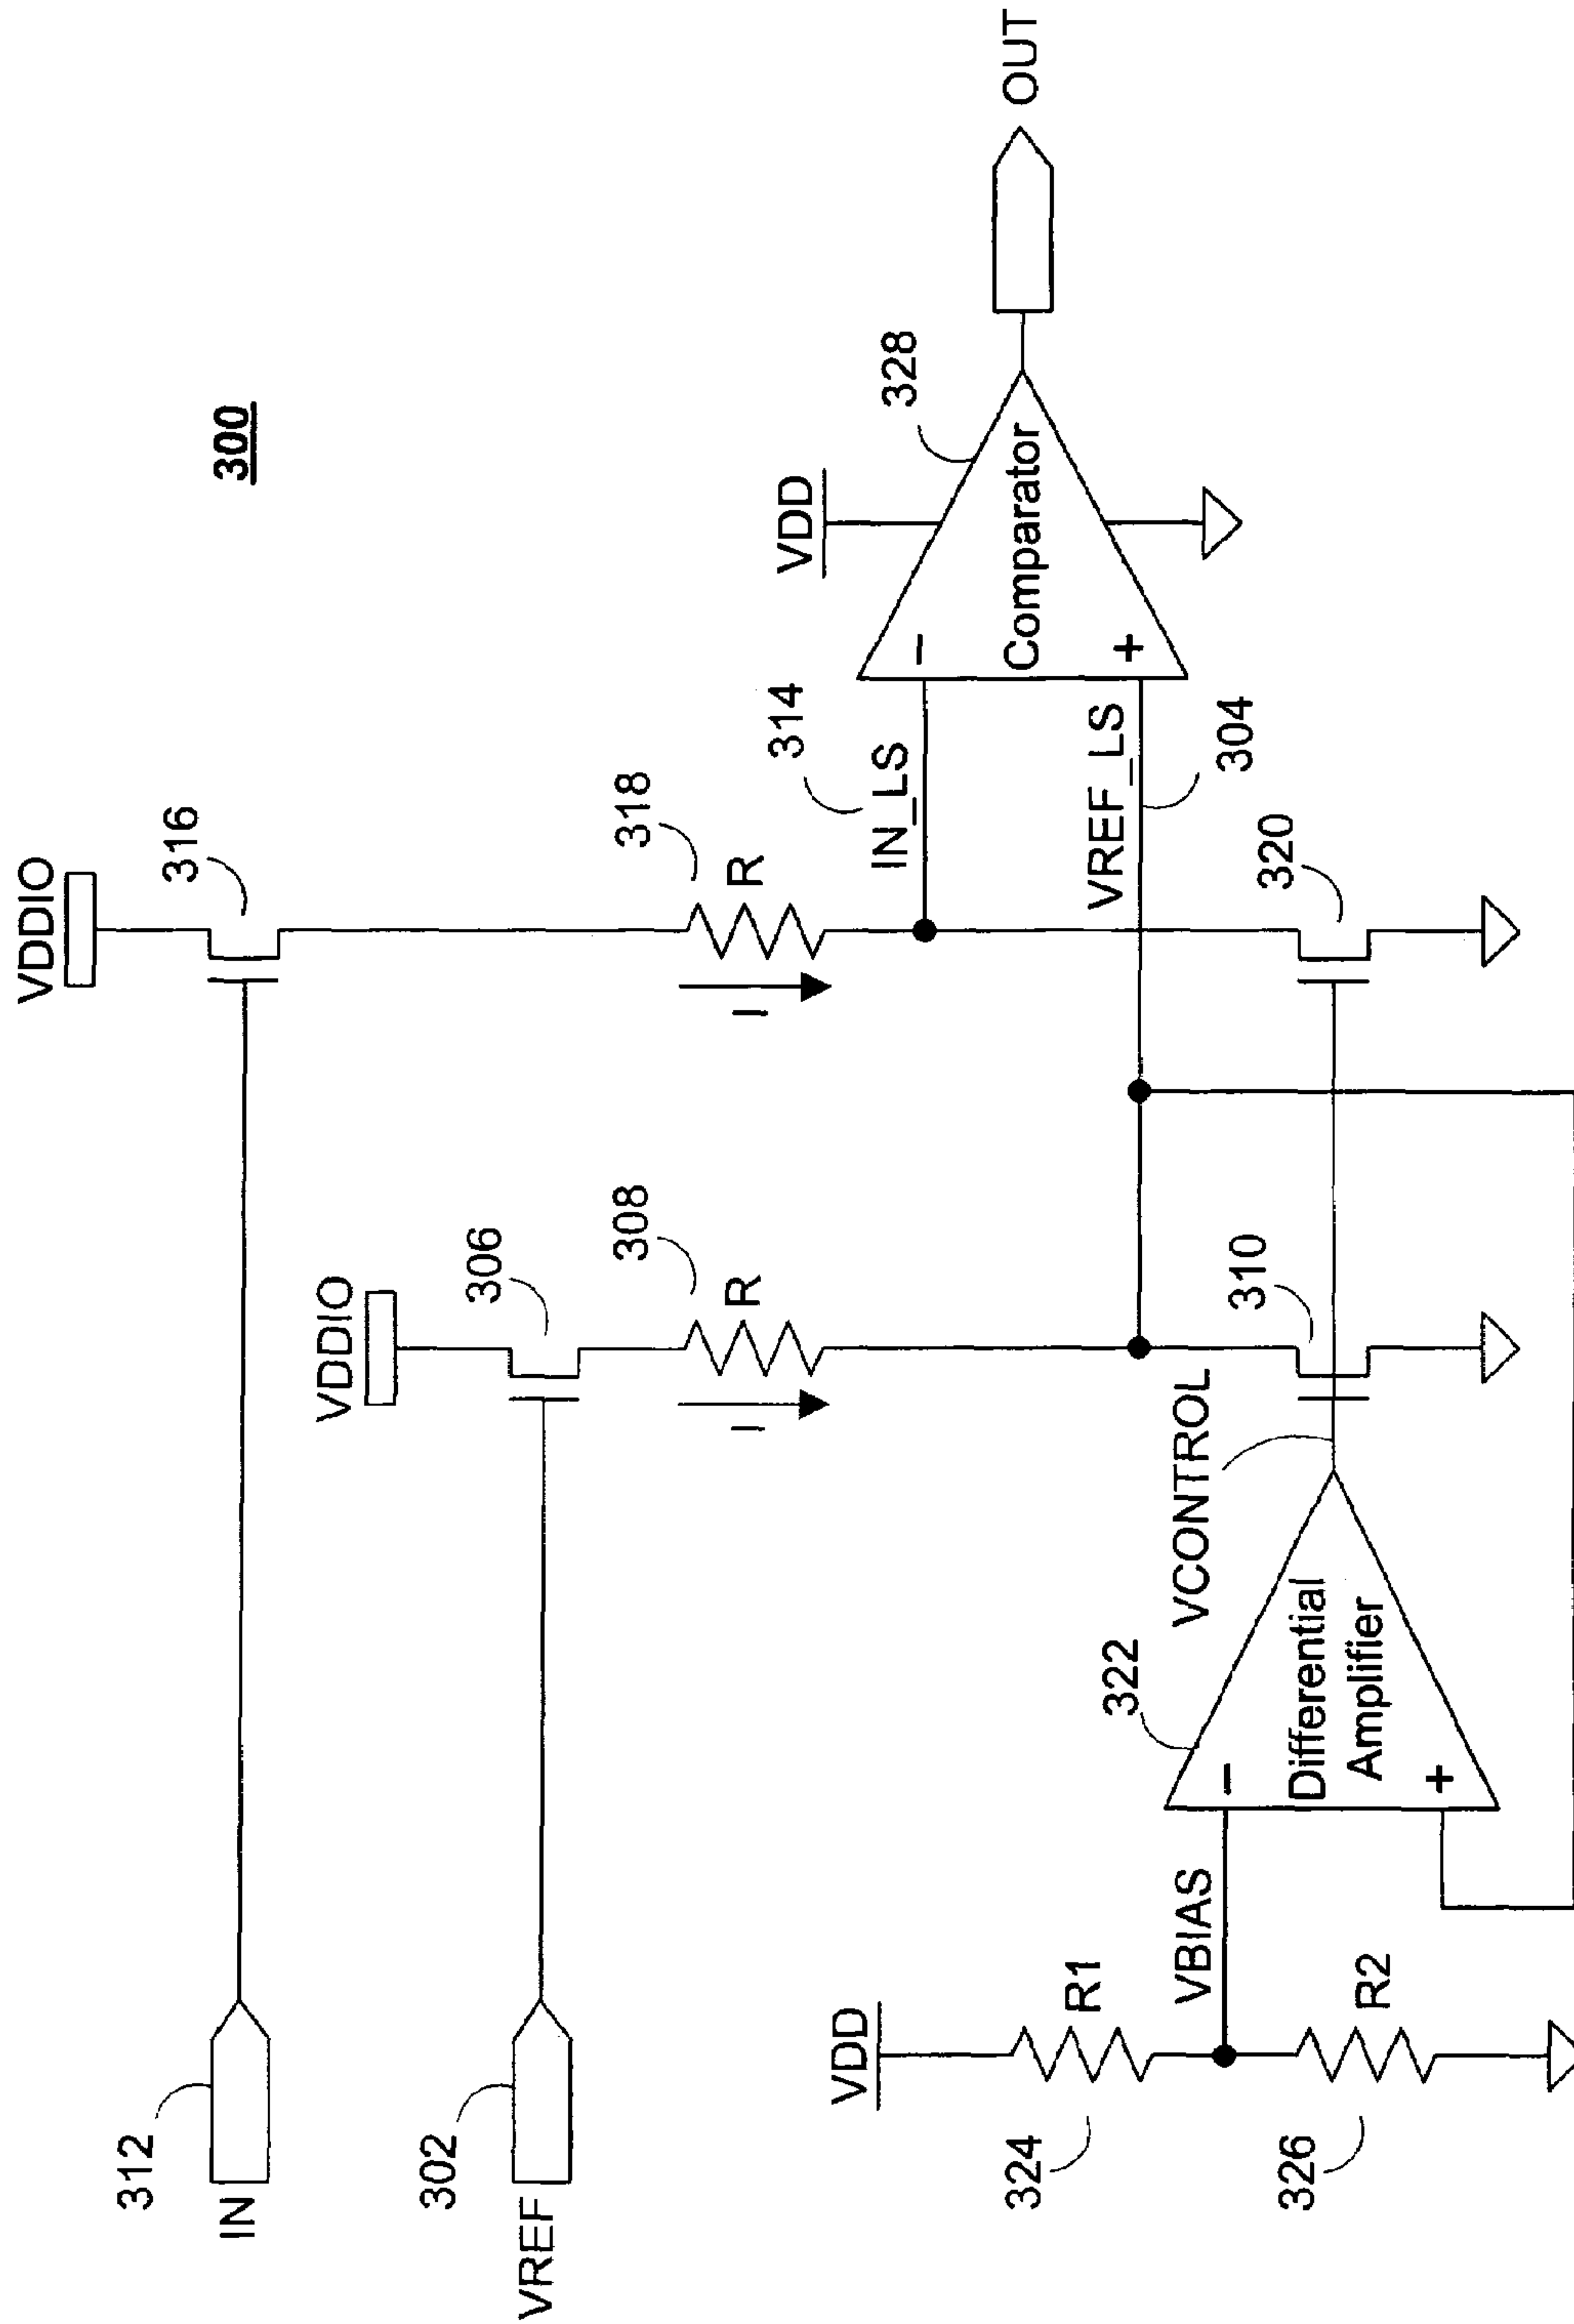 300
VDDIO
316
312
IN
VDDIO
306
302
VREF
318
R
I
308
R
I
314
IN_LS
VDD
328
–
Comparator
+
OUT
VREF_LS
304
VDD
324
R1
VBIAS
326
R2
322
–
Differential
Amplifier
+
VCONTROL
310
320